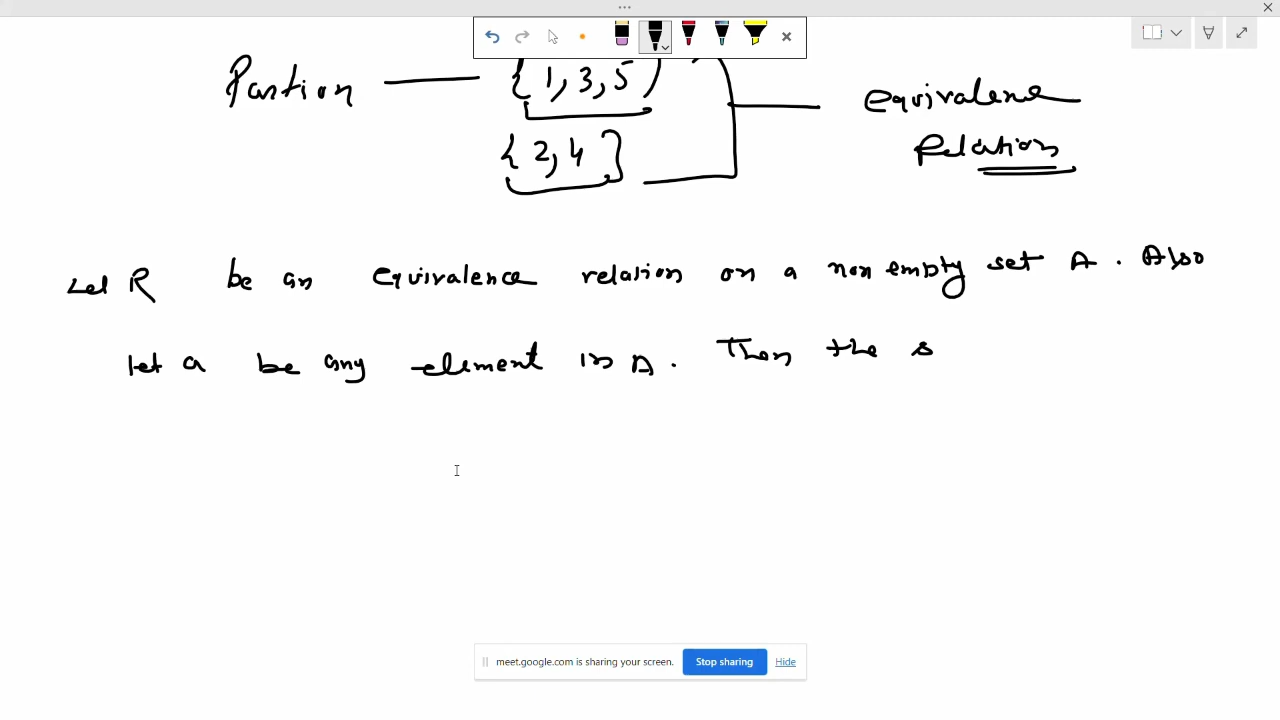 Partion { 1, 3, 5 } equivalence
{ 2, 4 } Relation
Let R be an equivalence relation on a non empty set A . Also
let a be any element in A . Then the s
meet.google.com is sharing your screen. Stop sharing Hide